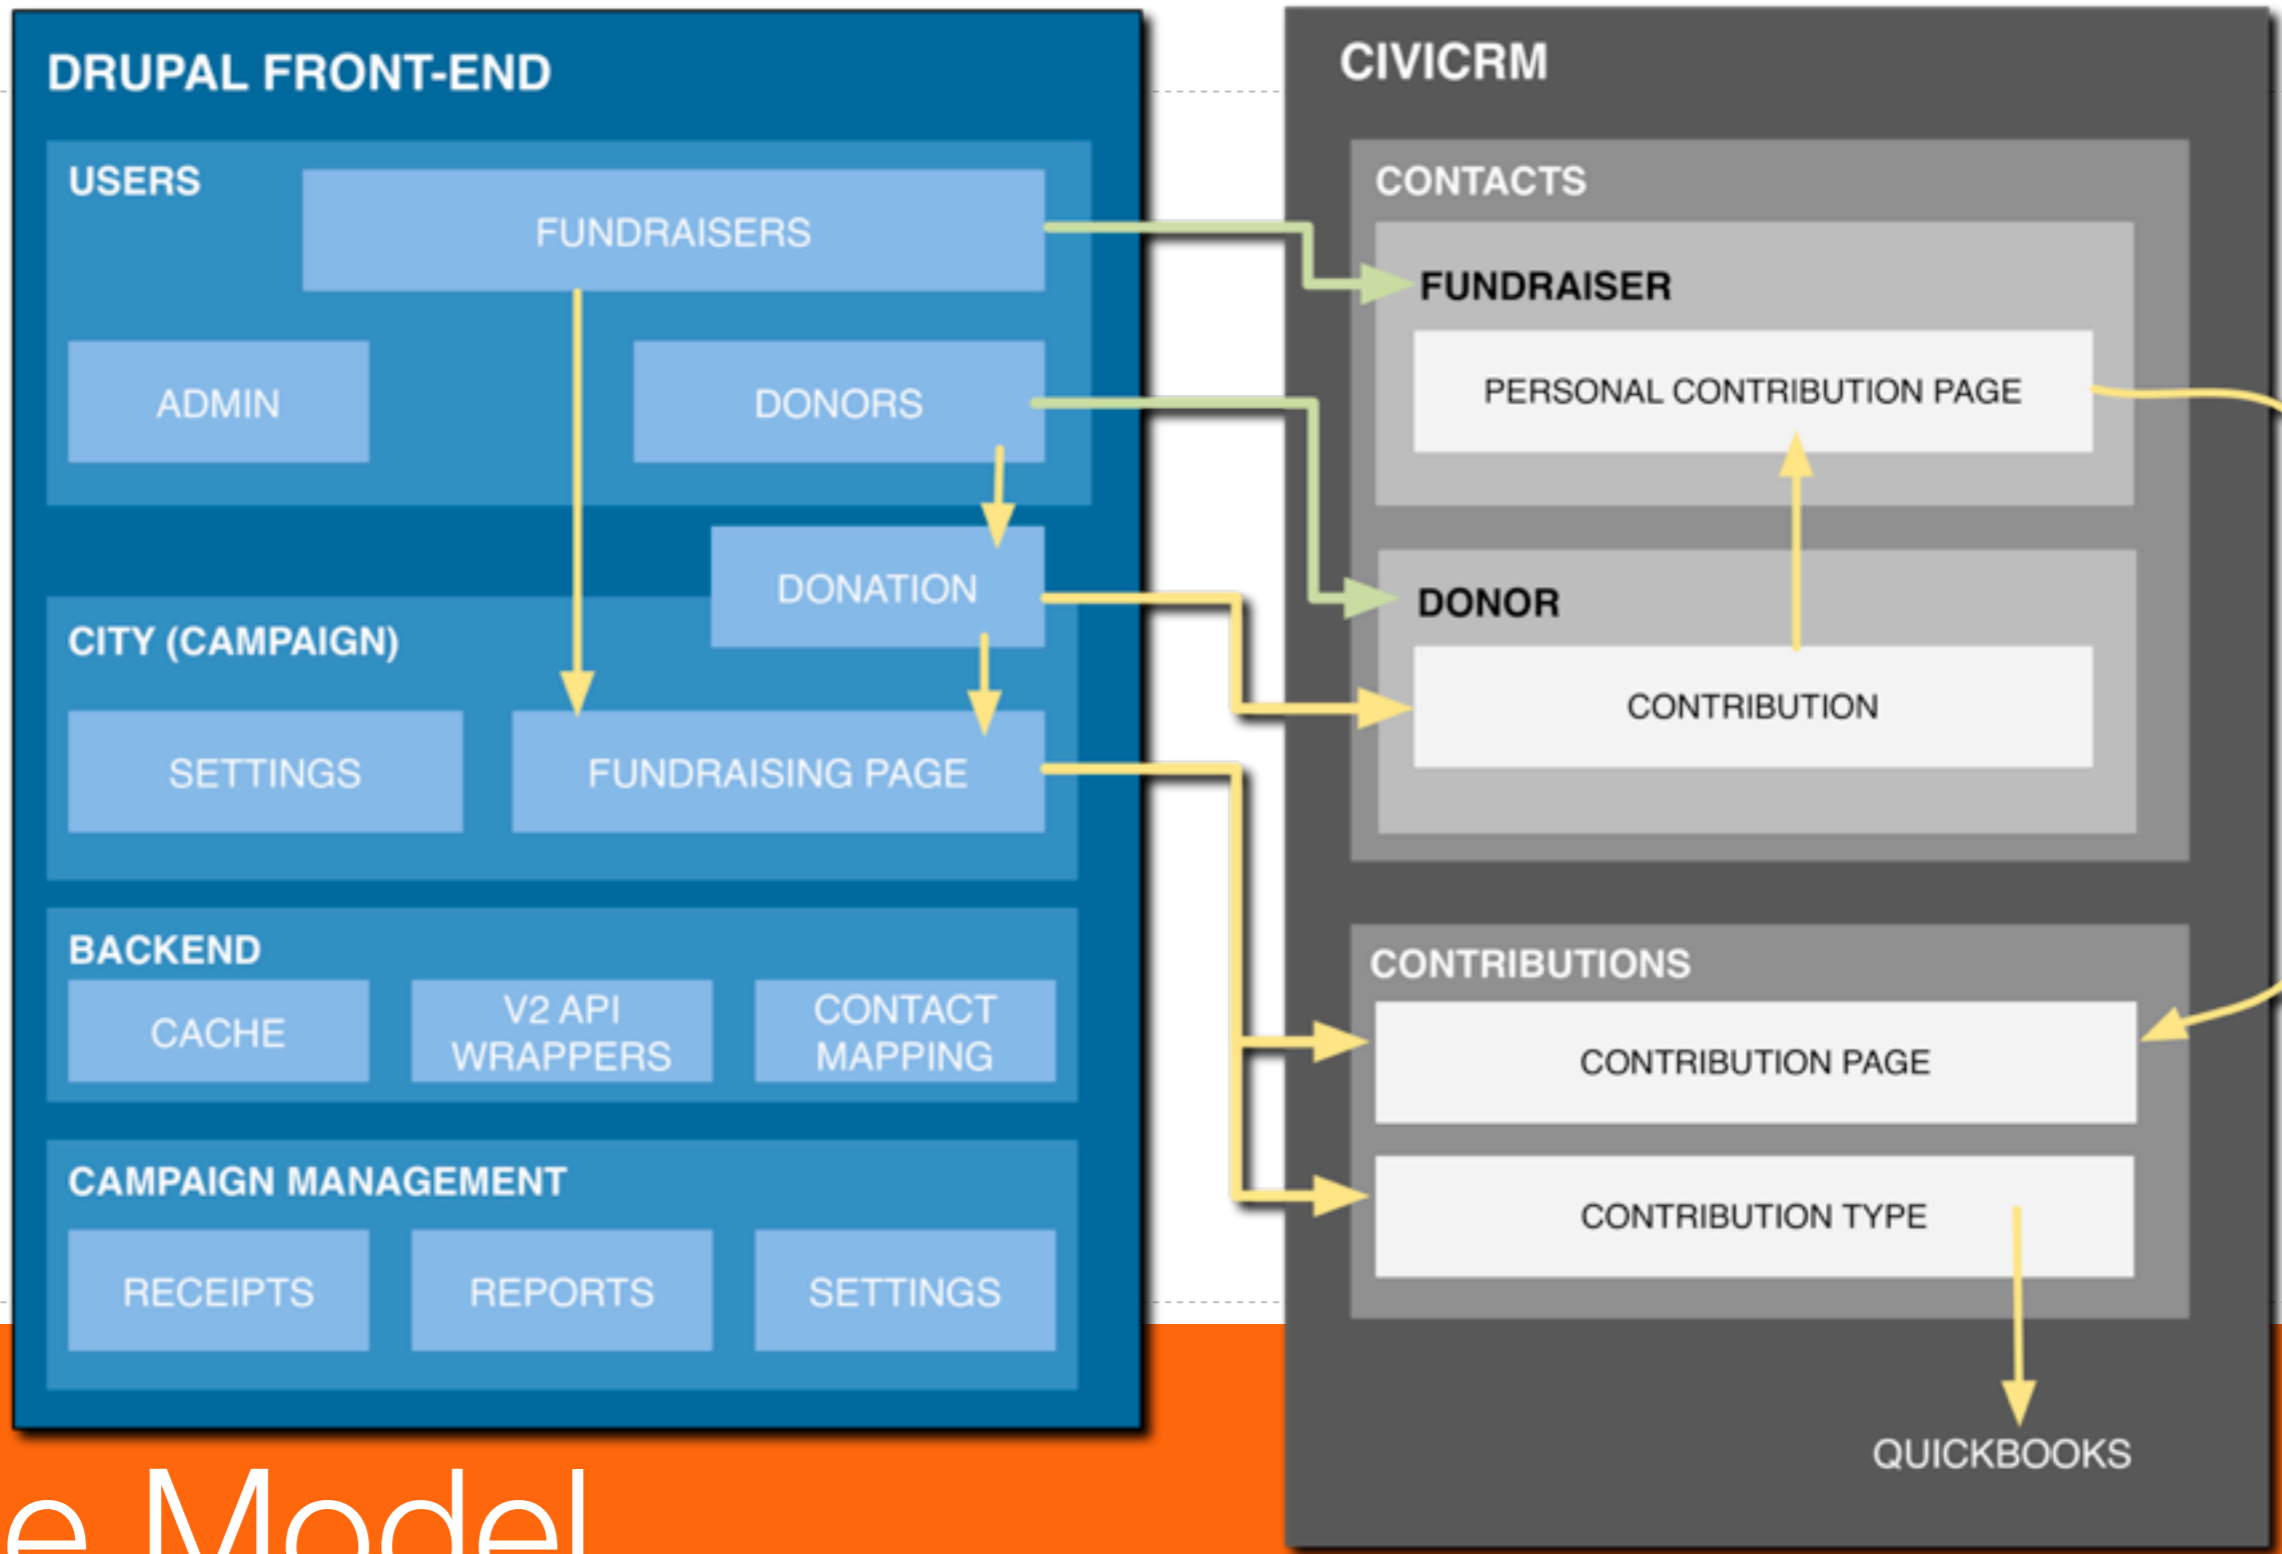 DRUPAL FRONT-END
USERS
FUNDRAISERS
ADMIN
DONORS
DONATION
CITY (CAMPAIGN)
SETTINGS
FUNDRAISING PAGE
BACKEND
CACHE
V2 API
WRAPPERS
CONTACT
MAPPING
CAMPAIGN MANAGEMENT
RECEIPTS
REPORTS
SETTINGS
CIVICRM
CONTACTS
FUNDRAISER
PERSONAL CONTRIBUTION PAGE
DONOR
CONTRIBUTION
CONTRIBUTIONS
CONTRIBUTION PAGE
CONTRIBUTION TYPE
QUICKBOOKS
Model